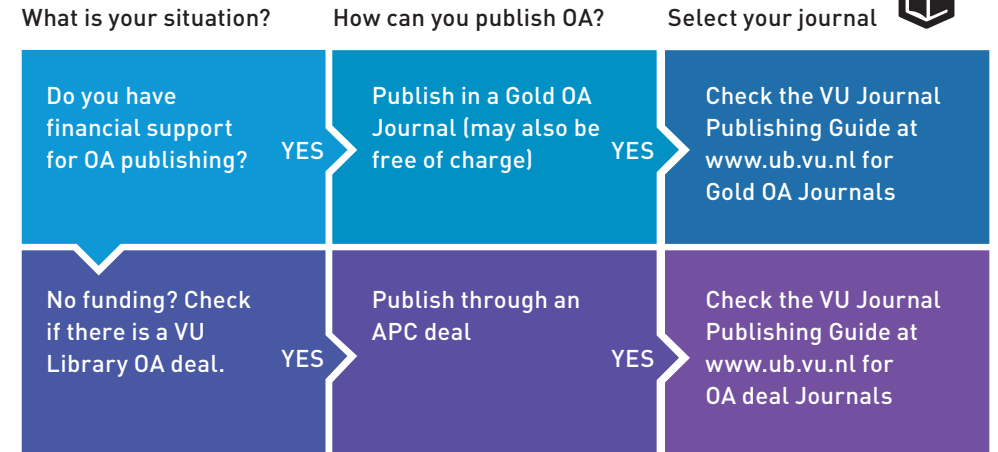 What is your situation?
How can you publish OA?
Select your journal
Do you have
financial support
for OA publishing?
YES
Publish in a Gold OA
Journal (may also be
free of charge)
YES
Check the VU Journal
Publishing Guide at
www.ub.vu.nl for
Gold OA Journals
No funding? Check
if there is a VU
Library OA deal.
YES
Publish through an
APC deal
YES
Check the VU Journal
Publishing Guide at
www.ub.vu.nl for
OA deal Journals